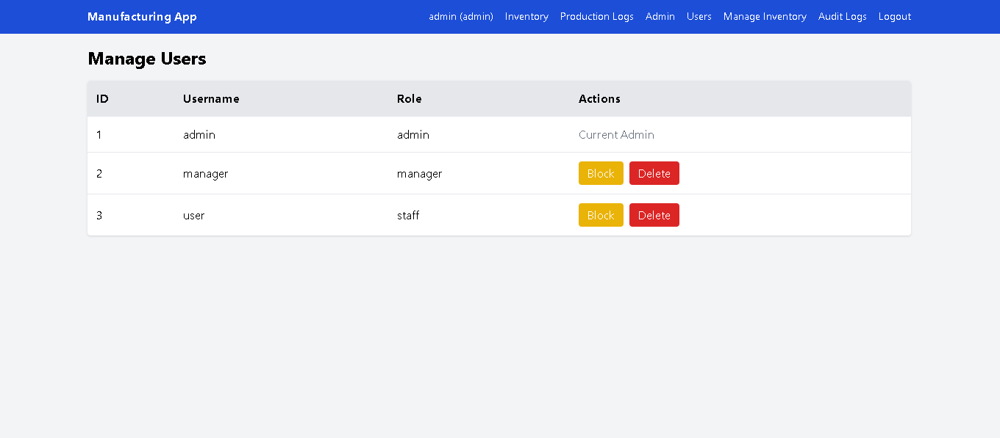 Manufacturing App admin (admin) Inventory Production Logs Admin Users Manage Inventory Audit Logs Logout
Manage Users
ID Username Role Actions
1 admin admin Current Admin
2 manager manager Block Delete
3 user staff Block Delete